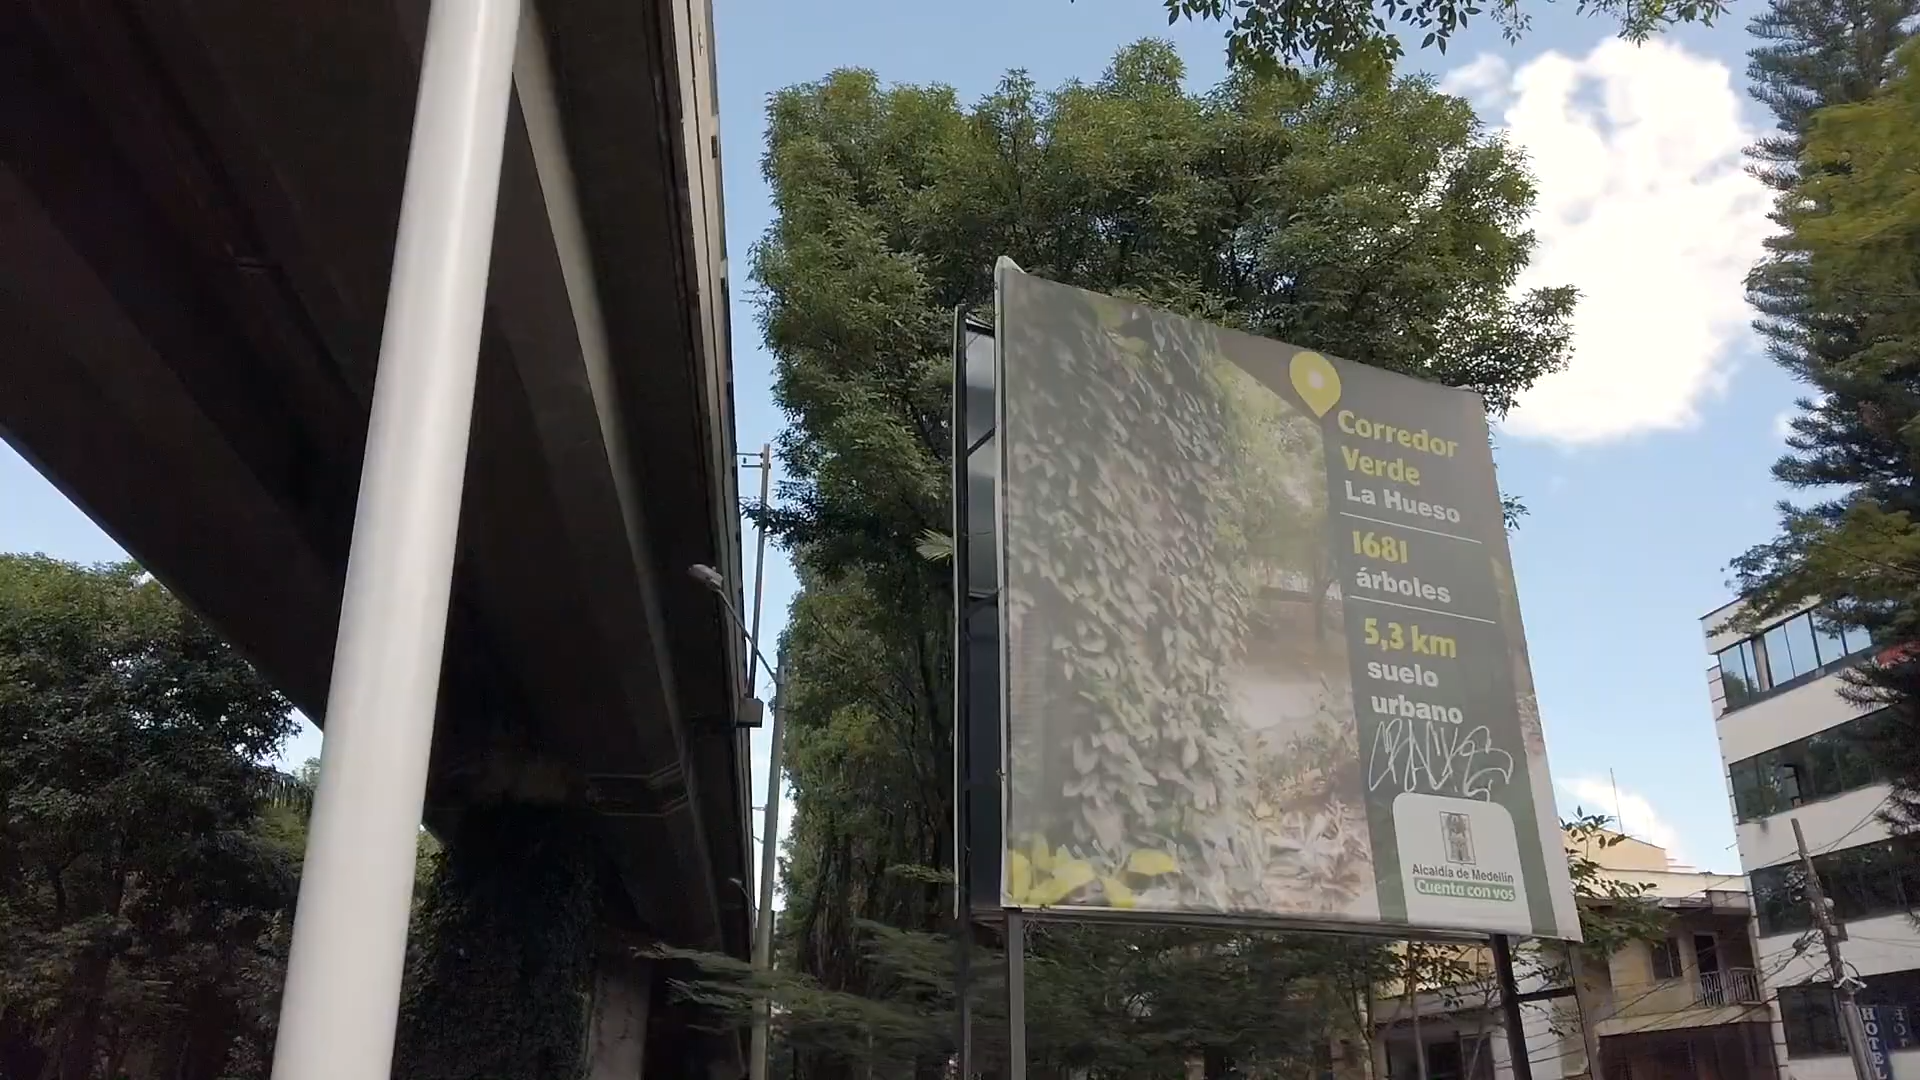 Corredor
Verde
La Hueso
1681
árboles
5,3 km
suelo
urbano
Alcaldía de Medellín
Cuenta con vos
HOTEL